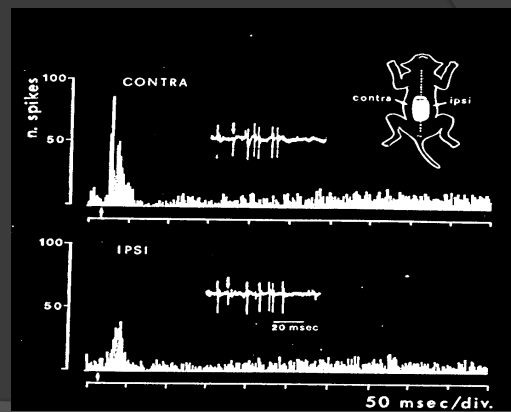 n. spikes
100
50
CONTRA
contra
ipsi
100
50
IPSI
20 msec
50 msec/div.